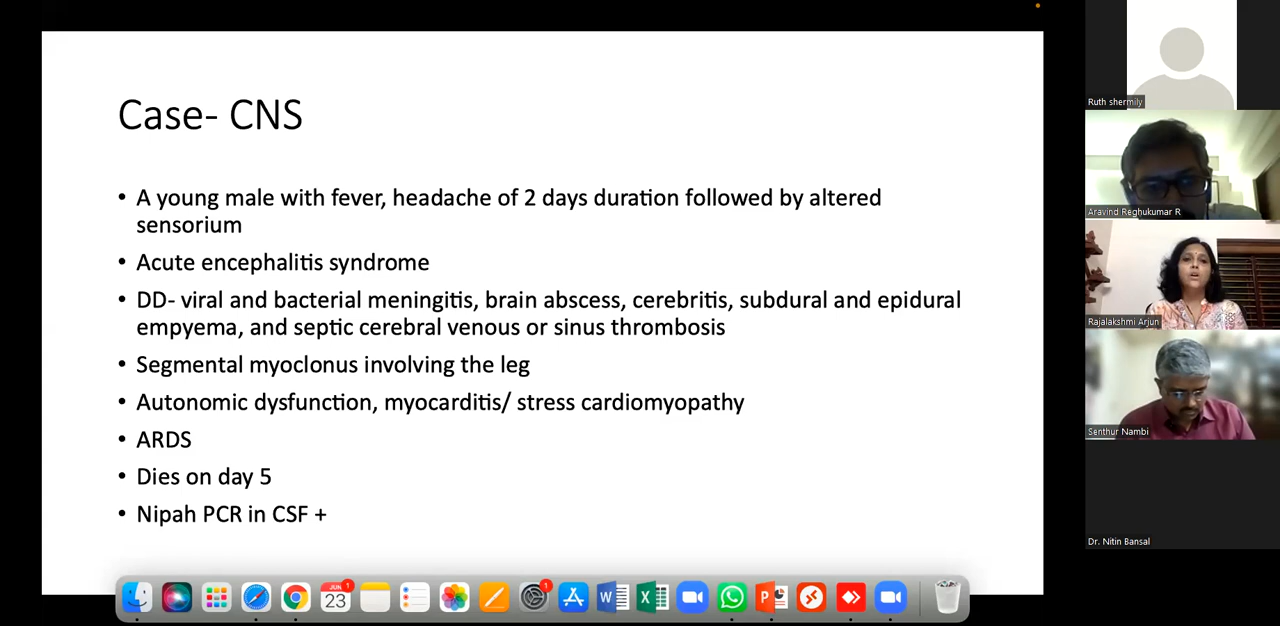 Case- CNS
• A young male with fever, headache of 2 days duration followed by altered
sensorium
• Acute encephalitis syndrome
• DD- viral and bacterial meningitis, brain abscess, cerebritis, subdural and epidural
empyema, and septic cerebral venous or sinus thrombosis
• Segmental myoclonus involving the leg
• Autonomic dysfunction, myocarditis/ stress cardiomyopathy
• ARDS
• Dies on day 5
• Nipah PCR in CSF +
Ruth shermily
Aravind Reghukumar R
Rajalakshmi Arjun
Senthur Nambi
Dr. Nitin Bansal
JUN
23
1
1
W
X
P